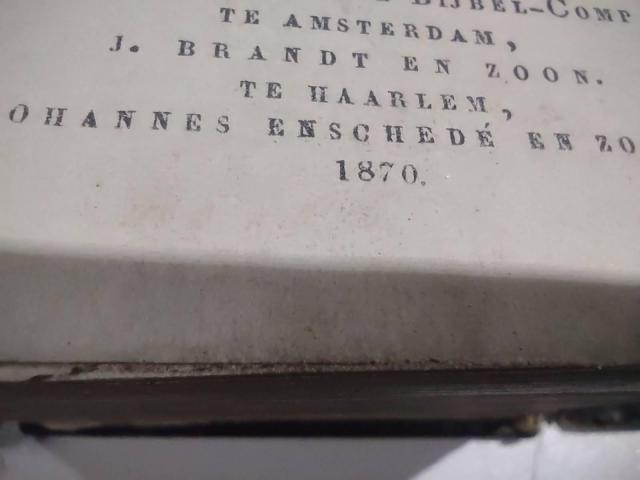 BIJBEL-COMP
TE AMSTERDAM,
J. BRANDT EN ZOON.
TE HAARLEM,
OHANNES ENSCHEDÉ EN ZO
1870.